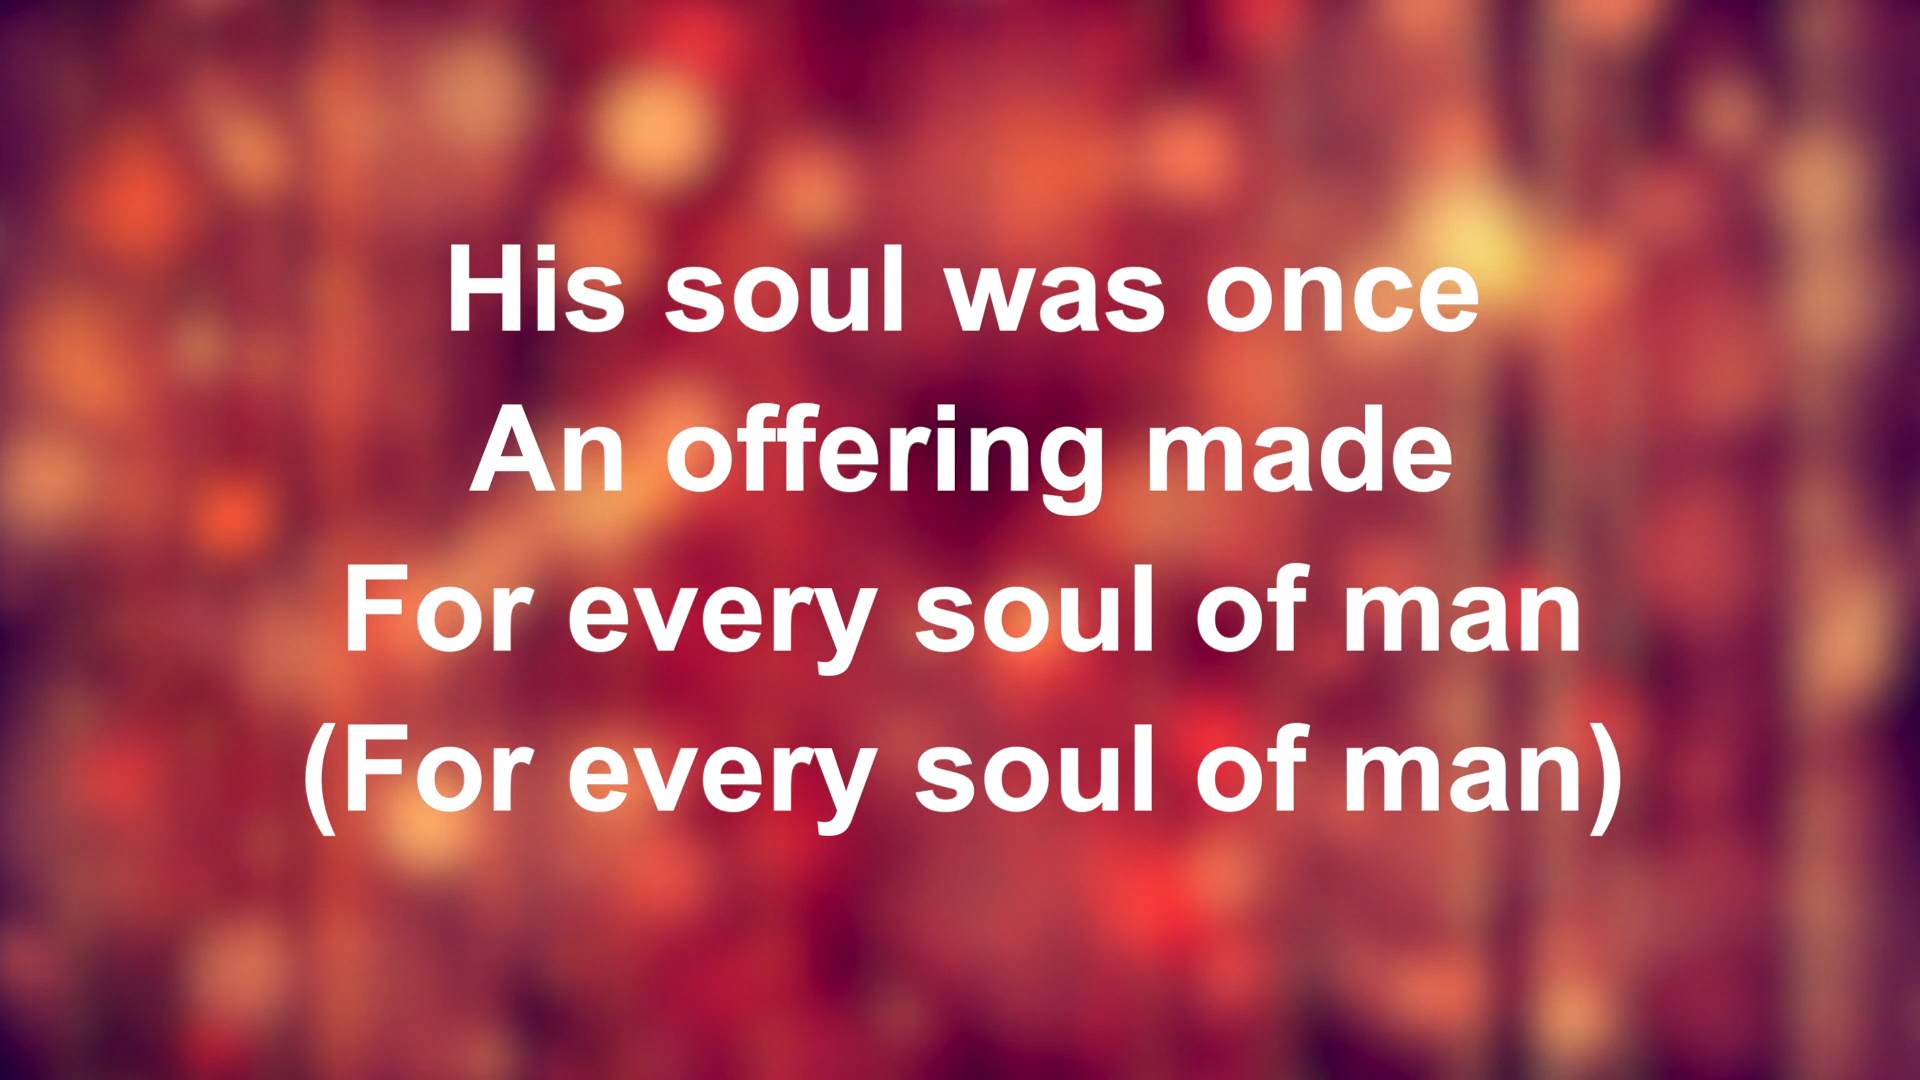 His soul was once
An offering made
For every soul of man
(For every soul of man)